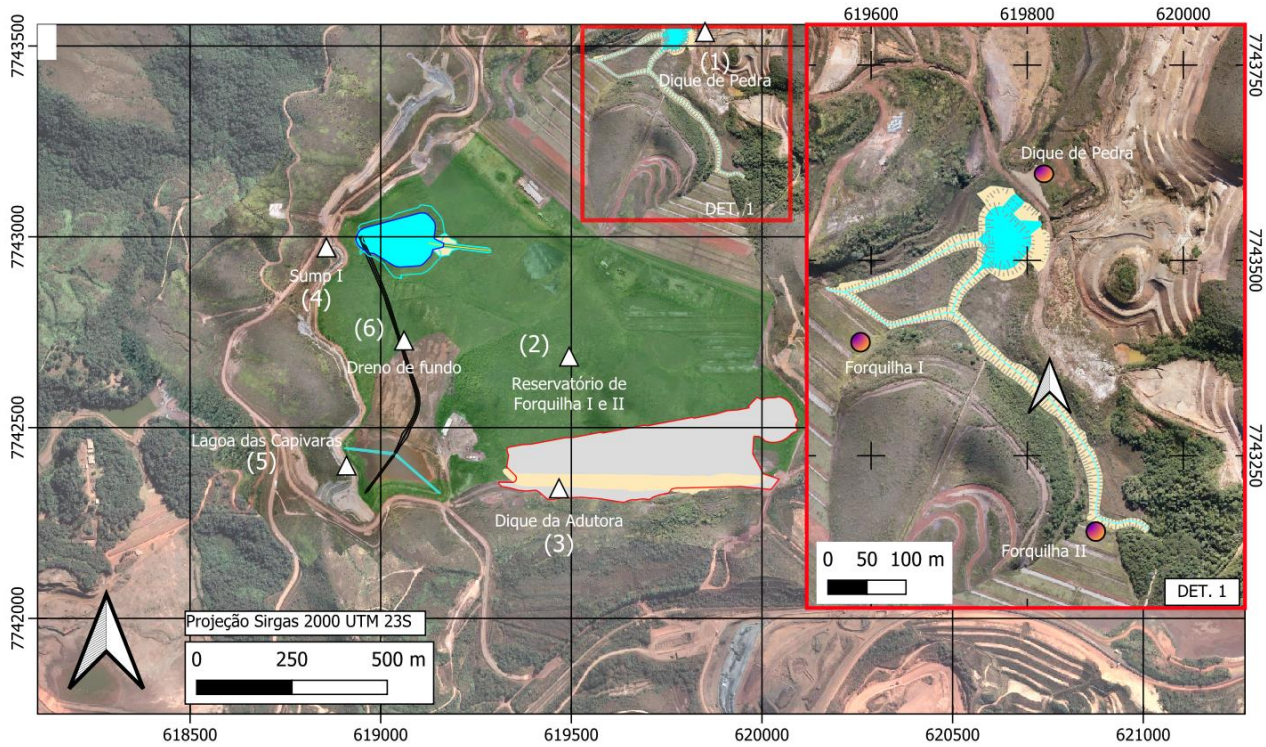 619600 619800 620000
7743500
(1)
Dique de Pedra
DET. 1
7743000
Sump I
(4)
(6)
Dreno de fundo
(2)
Reservatório de
Forquilha I e II
7742500
Lagoa das Capivaras
(5)
Dique da Adutora
(3)
7742000
Projeção Sirgas 2000 UTM 23S
0 250 500 m
618500 619000 619500 620000 620500 621000
7743750
Dique de Pedra
7743500
Forquilha I
7743250
Forquilha II
0 50 100 m
DET. 1